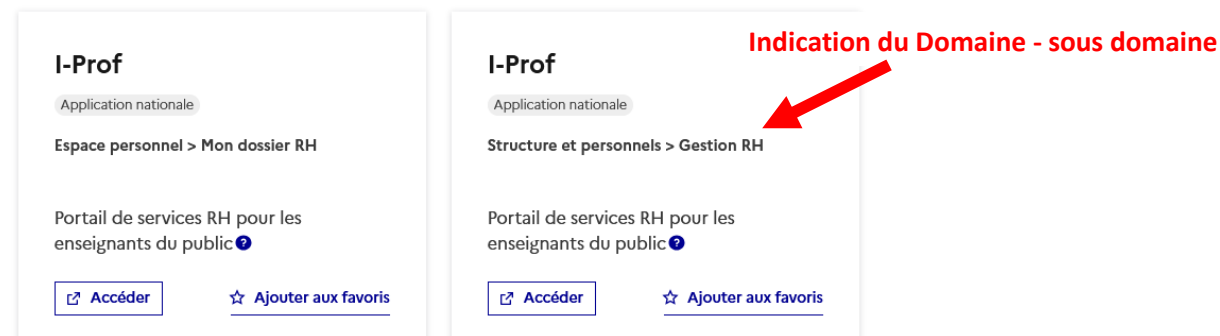 I-Prof
Application nationale
Espace personnel > Mon dossier RH
Portail de services RH pour les
enseignants du public ?
Accéder
Ajouter aux favoris
I-Prof
Application nationale
Structure et personnels > Gestion RH
Portail de services RH pour les
enseignants du public ?
Accéder
Ajouter aux favoris
Indication du Domaine - sous domaine